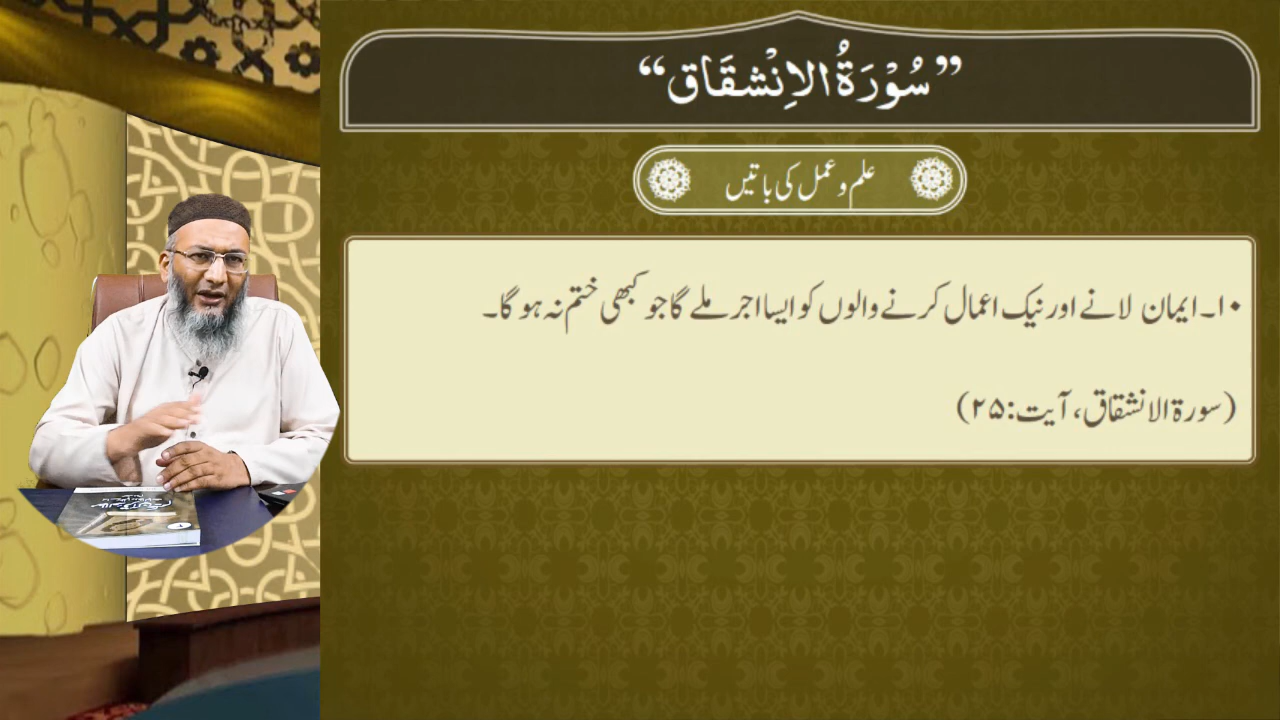 ”سُوْرَةُ الاِنْشقَاق“
علم و عمل کی باتیں
۱۰۔ایمان لانے اور نیک اعمال کرنے والوں کو ایسا اجر ملے گا جو کبھی ختم نہ ہو گا۔
(سورۃ الانشقاق، آیت:۲۵)